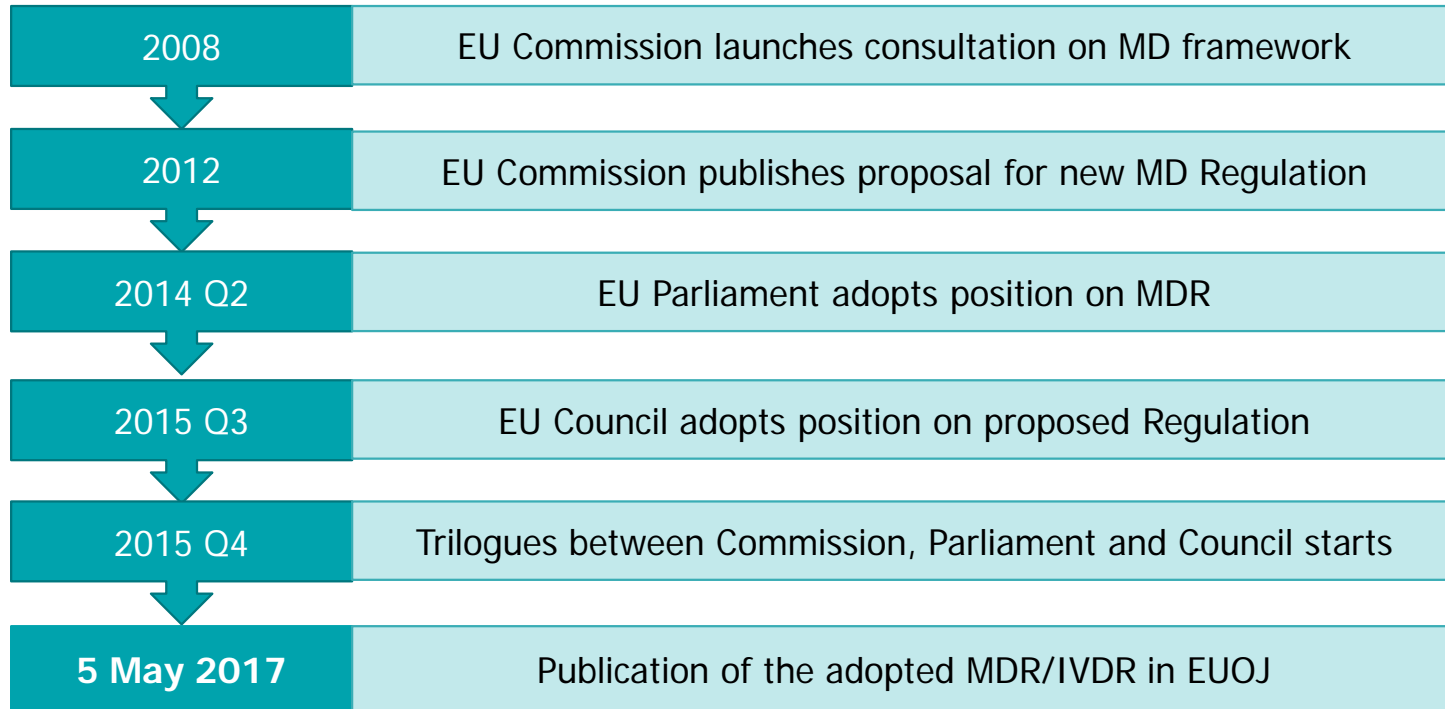 2008
EU Commission launches consultation on MD framework
2012
EU Commission publishes proposal for new MD Regulation
2014 Q2
EU Parliament adopts position on MDR
2015 Q3
EU Council adopts position on proposed Regulation
2015 Q4
Trilogues between Commission, Parliament and Council starts
5 May 2017
Publication of the adopted MDR/IVDR in EUOJ